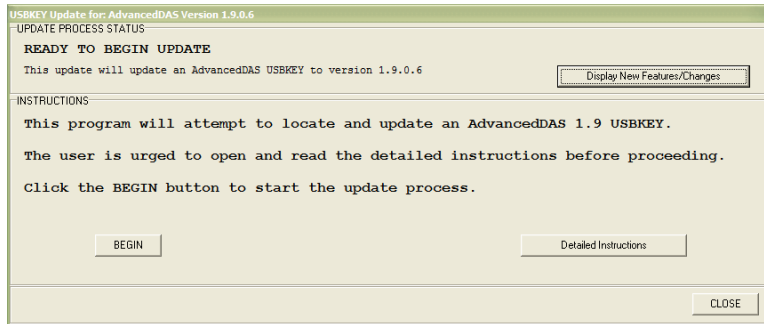 USBKEY Update for: AdvancedDAS Version 1.9.0.6
UPDATE PROCESS STATUS
READY TO BEGIN UPDATE
This update will update an AdvancedDAS USBKEY to version 1.9.0.6
Display New Features/Changes
INSTRUCTIONS
This program will attempt to locate and update an AdvancedDAS 1.9 USBKEY.
The user is urged to open and read the detailed instructions before proceeding.
Click the BEGIN button to start the update process.
BEGIN
Detailed Instructions
CLOSE